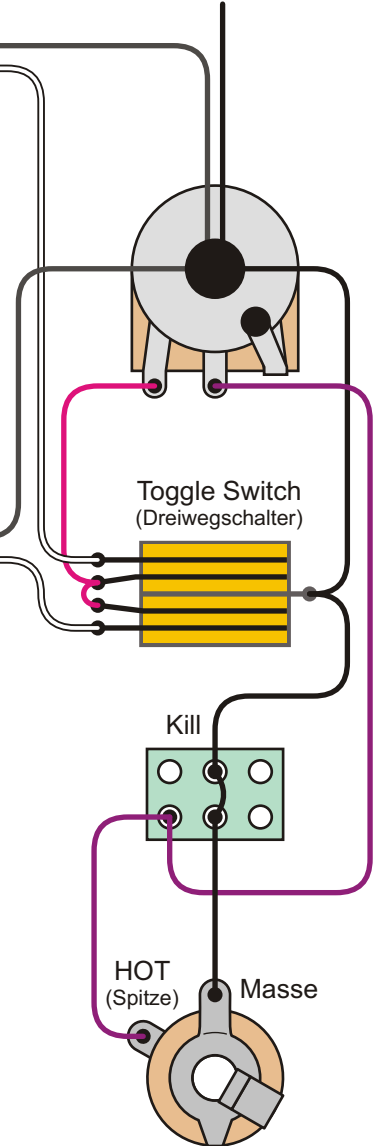 Toggle Switch
(Dreiwegschalter)
Kill
HOT
(Spitze)
Masse